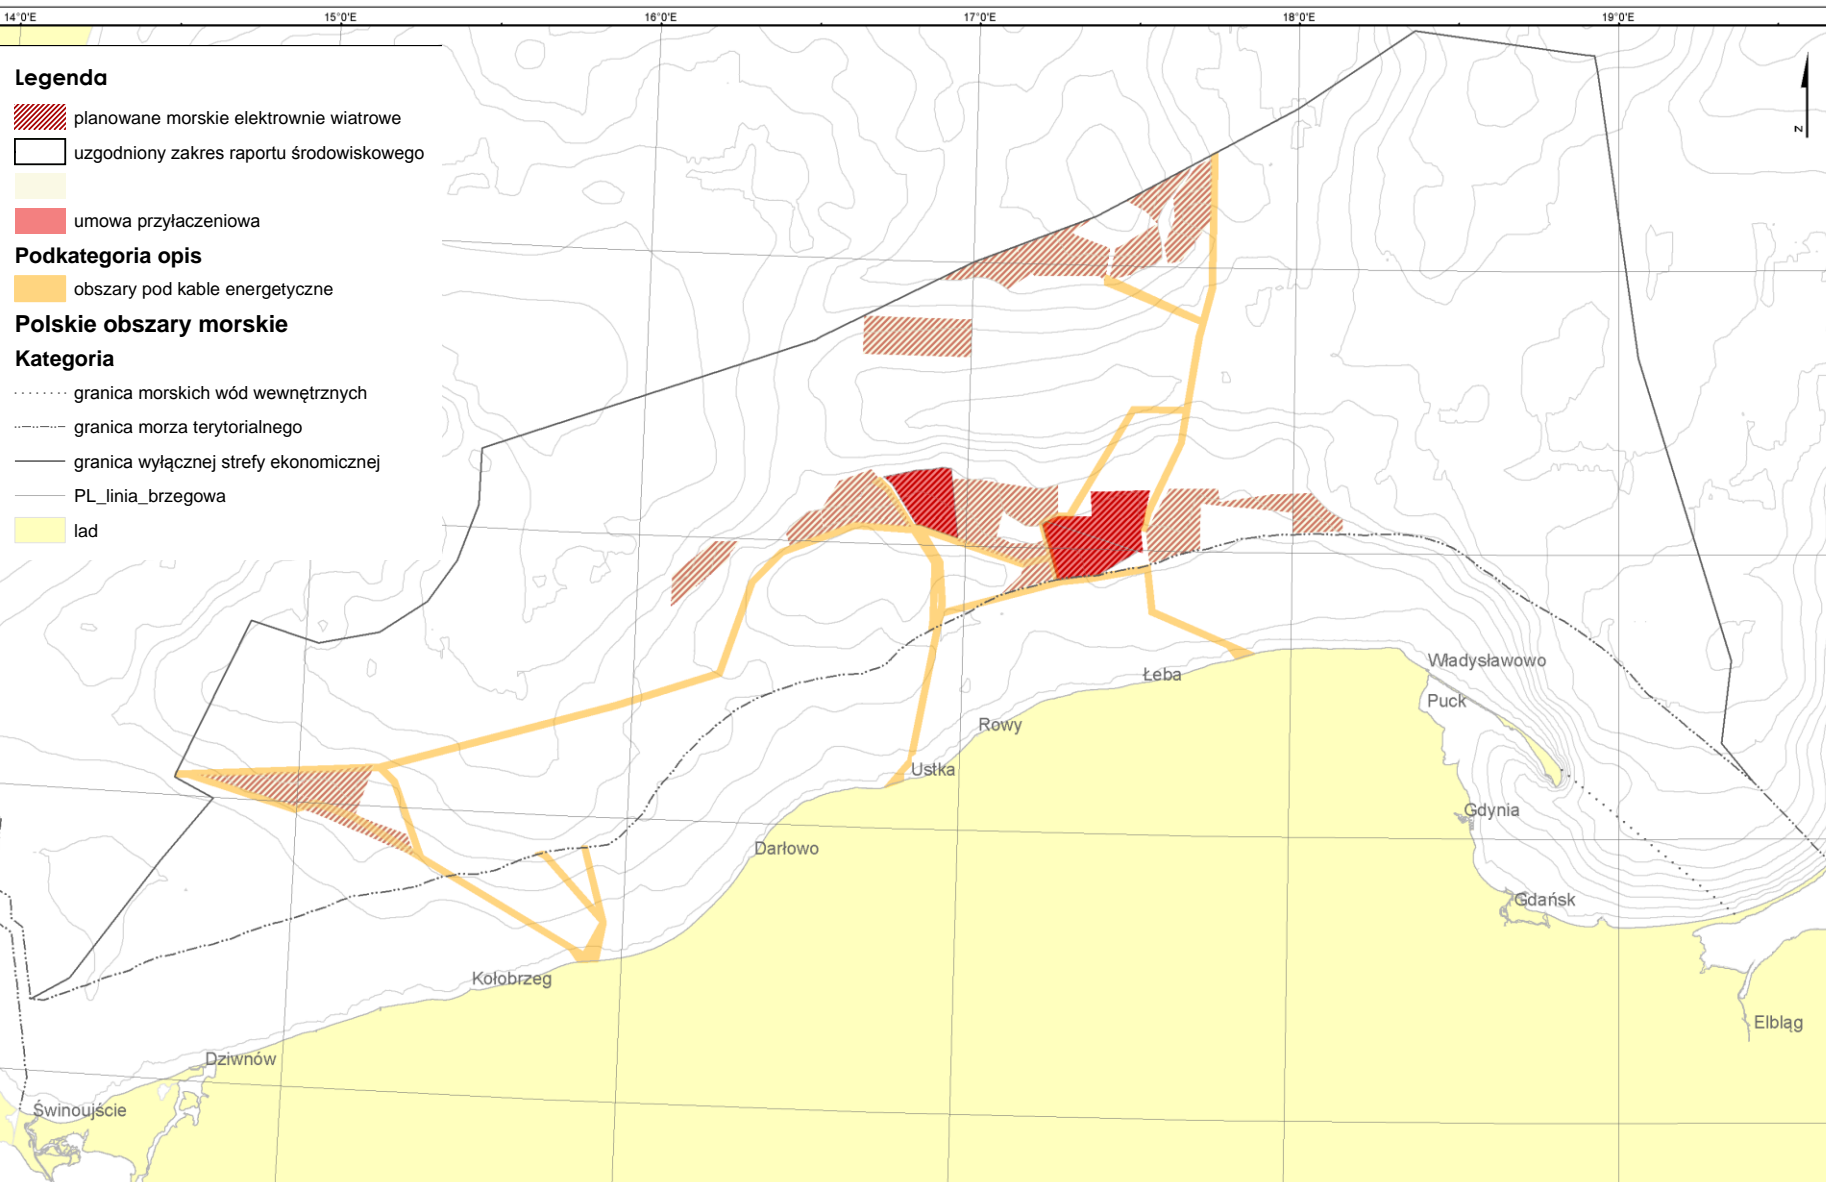 14°0'E 15°0'E 16°0'E 17°0'E 18°0'E 19°0'E
Legenda
planowane morskie elektrownie wiatrowe
uzgodniony zakres raportu środowiskowego
umowa przyłaczeniowa
Podkategoria opis
obszary pod kable energetyczne
Polskie obszary morskie
Kategoria
granica morskich wód wewnętrznych
granica morza terytorialnego
granica wyłącznej strefy ekonomicznej
PL_linia_brzegowa
lad
N
Władysławowo
Łeba
Puck
Rowy
Ustka
Gdynia
Darłowo
Gdańsk
Kołobrzeg
Elbląg
Dziwnów
Świnoujście